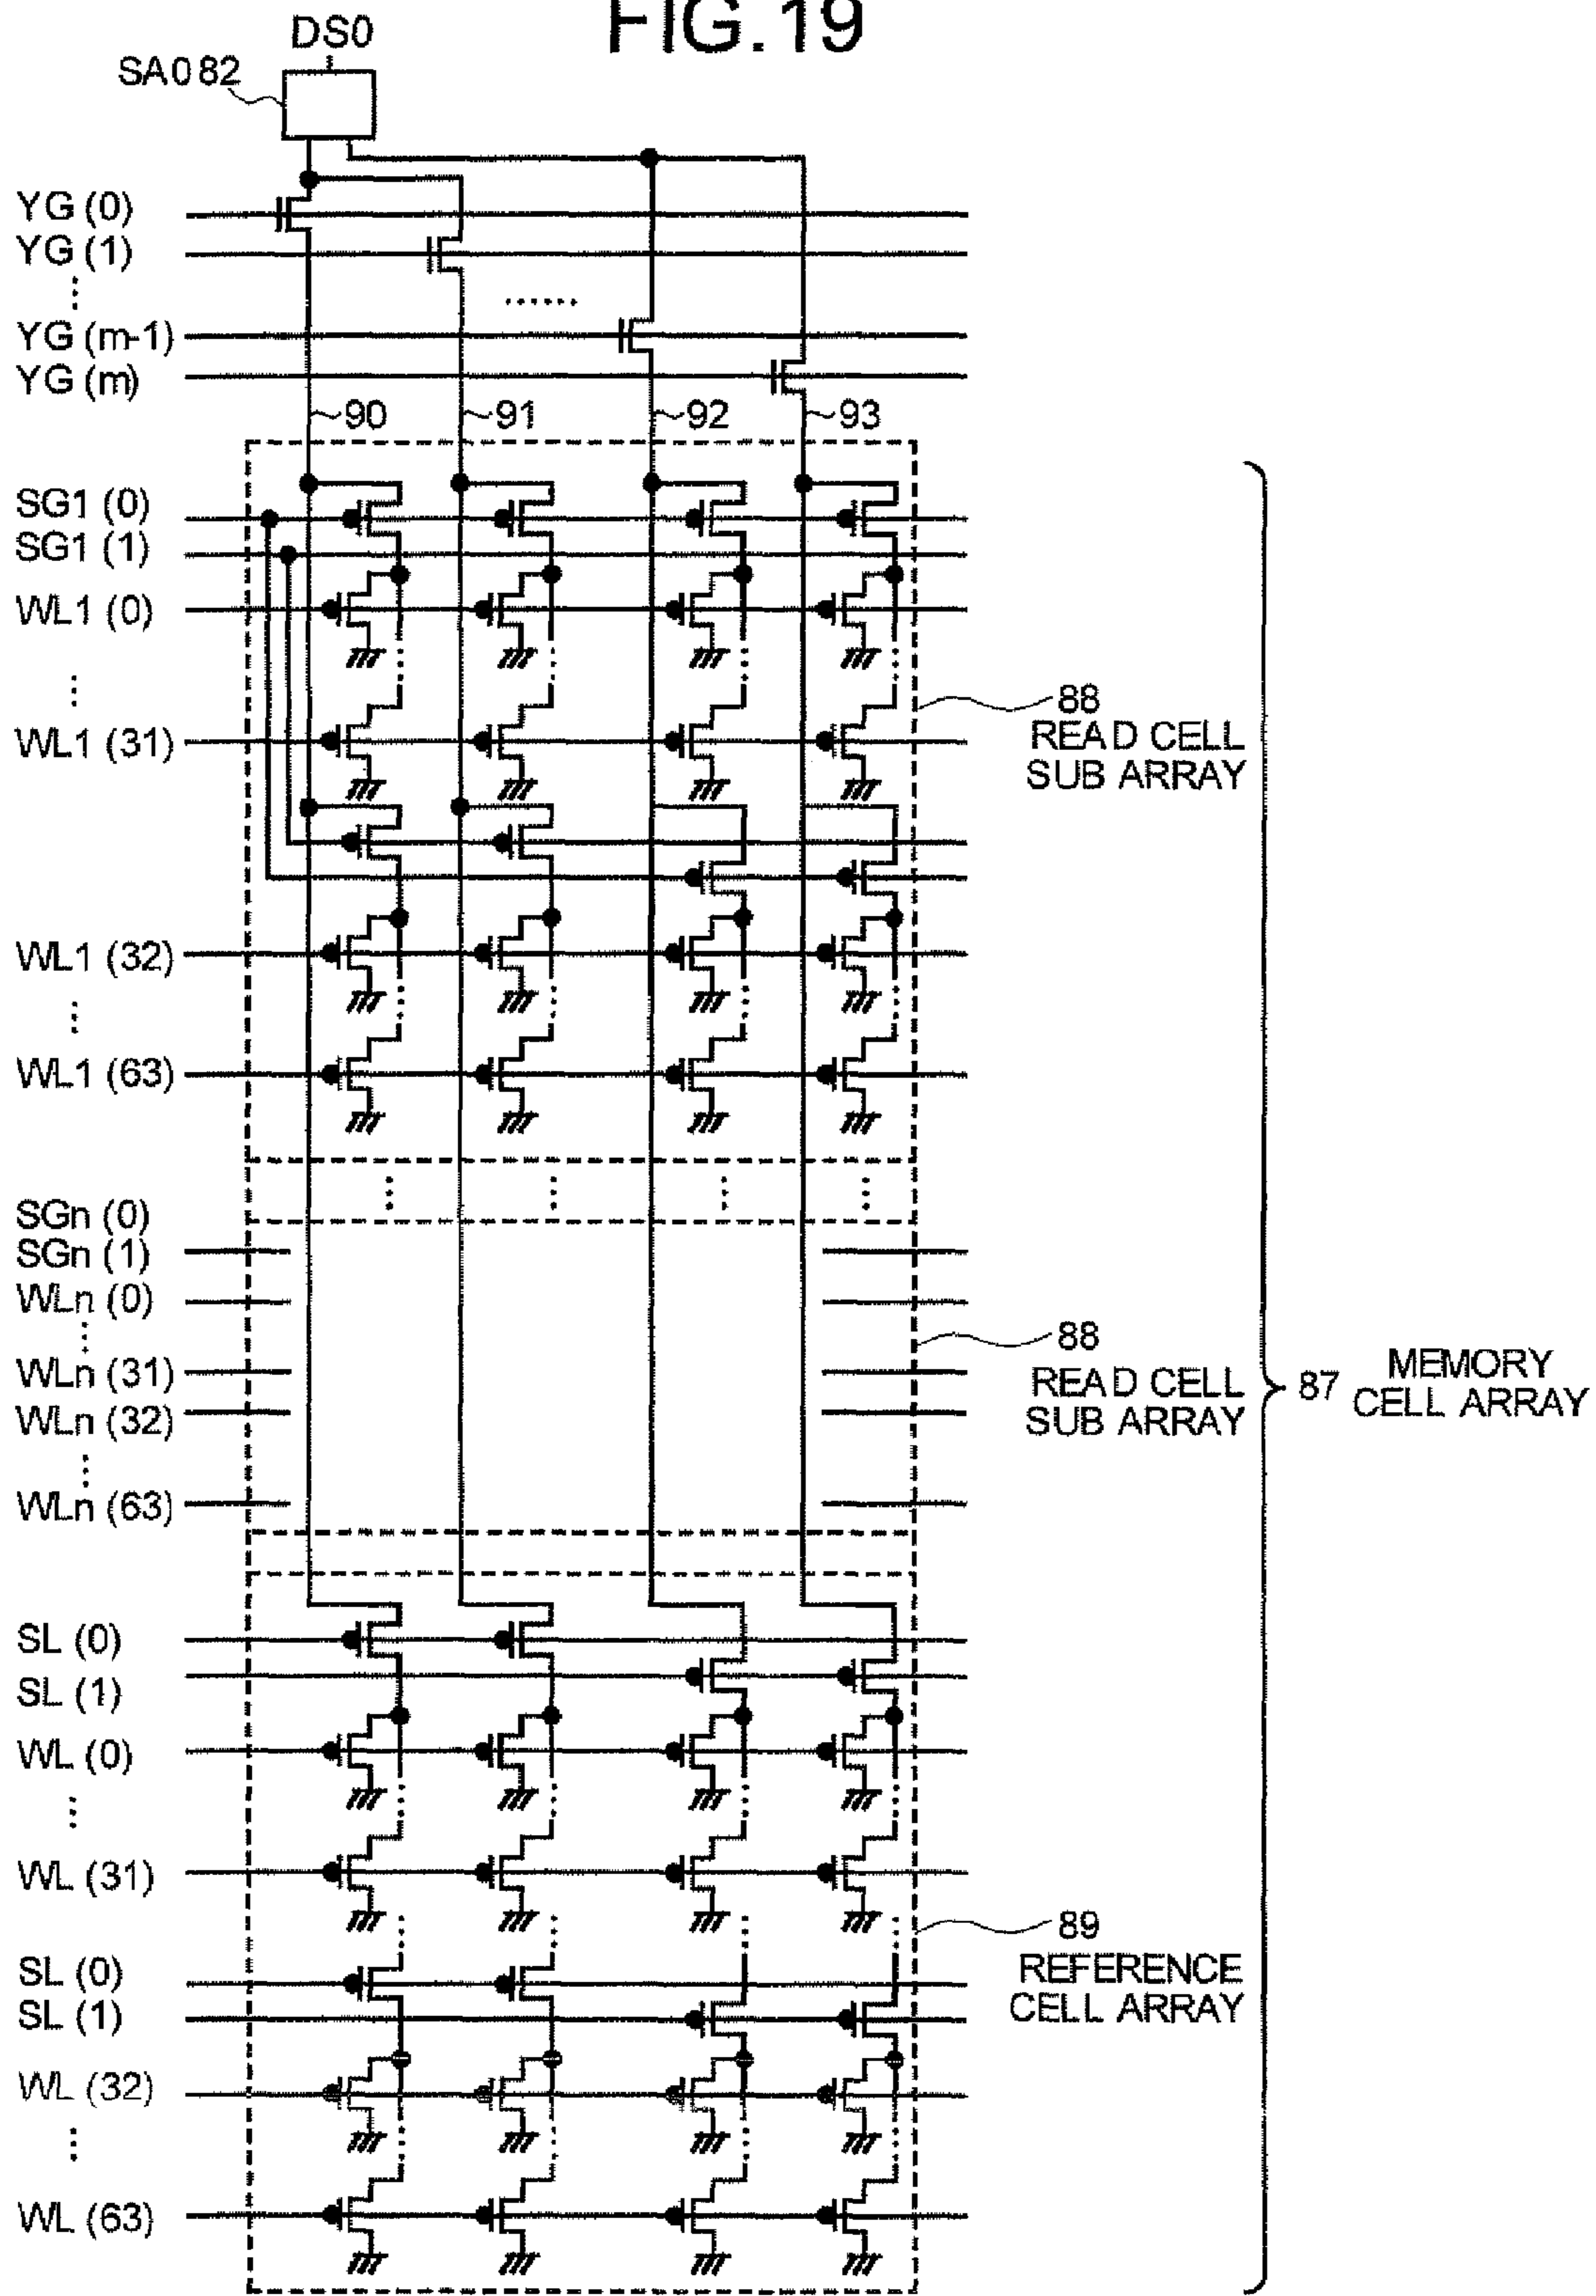 FIG.19
DS0
SA082
YG (0)
YG (1)
YG (m-1)
YG (m)
90
91
92
93
SG1 (0)
SG1 (1)
WL1 (0)
WL1 (31)
88
READ CELL
SUB ARRAY
WL1 (32)
WL1 (63)
SGn (0)
SGn (1)
WLn (0)
WLn (31)
WLn (32)
WLn (63)
88
READ CELL
SUB ARRAY
87 MEMORY
CELL ARRAY
SL (0)
SL (1)
WL (0)
WL (31)
89
REFERENCE
CELL ARRAY
SL (0)
SL (1)
WL (32)
WL (63)